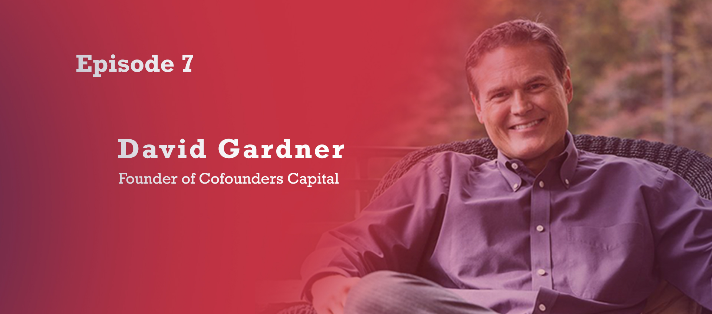 Episode 7
David Gardner
Founder of Cofounders Capital